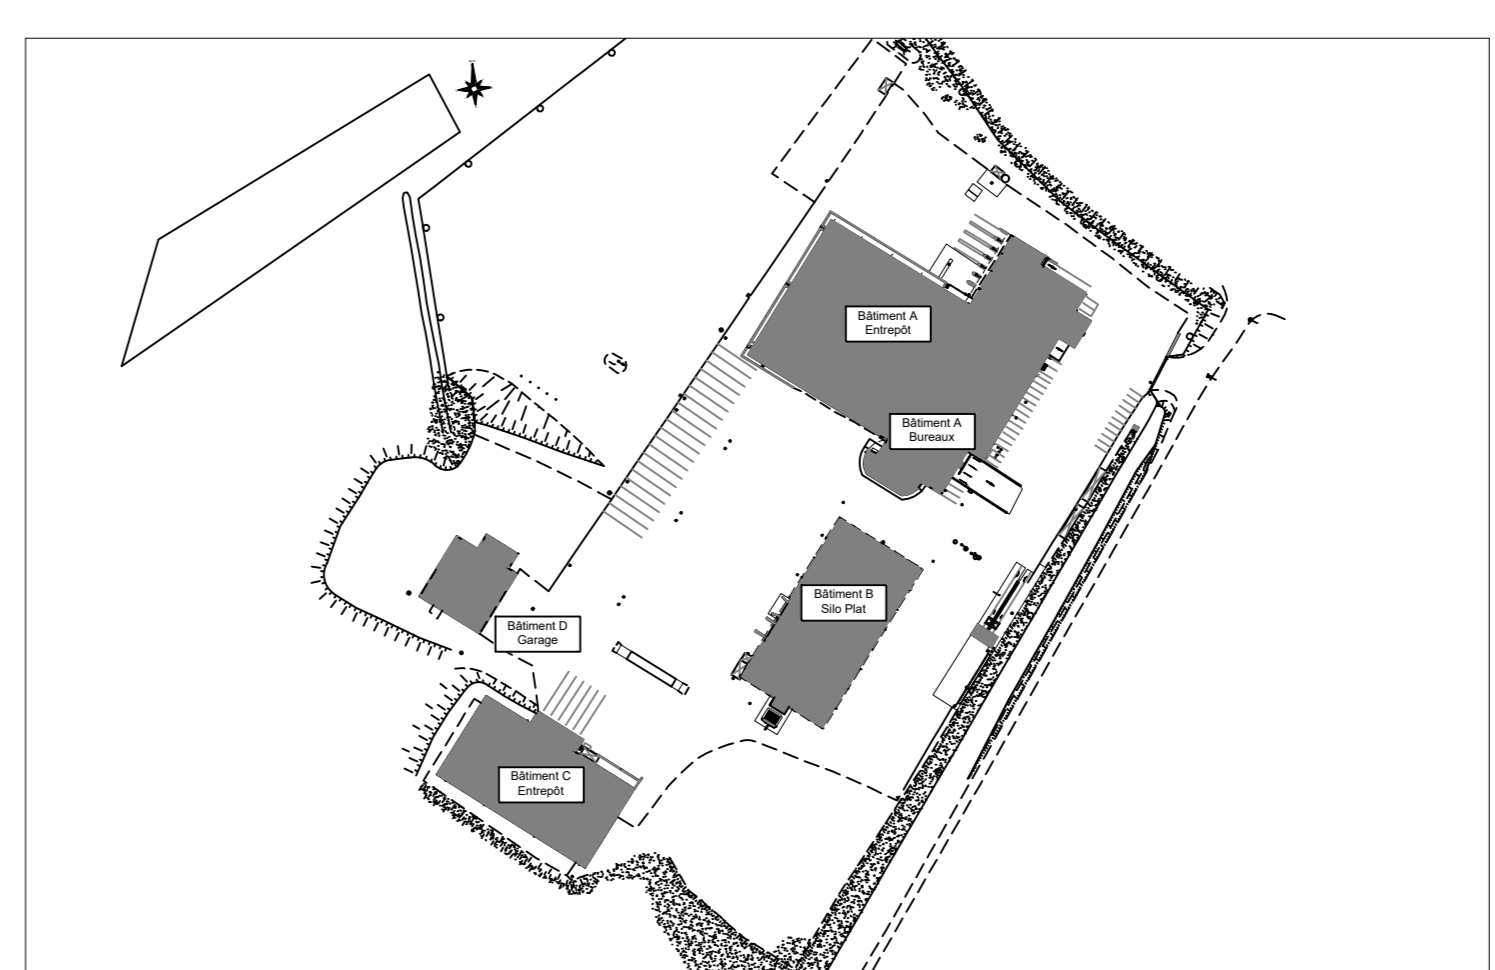 Bâtiment A
Entrepôt
Bâtiment A
Bureaux
Bâtiment B
Silo Plat
Bâtiment D
Garage
Bâtiment C
Entrepôt